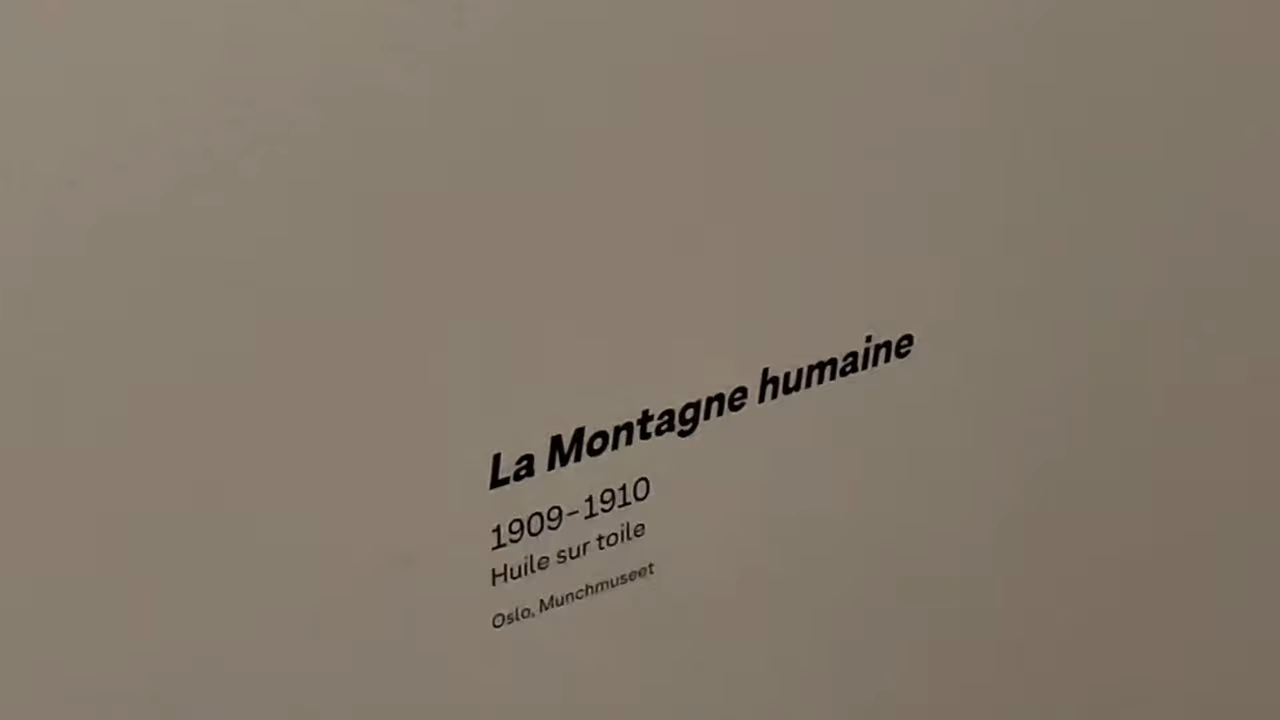 La Montagne humaine
1909–1910
Huile sur toile
Oslo, Munchmuseet